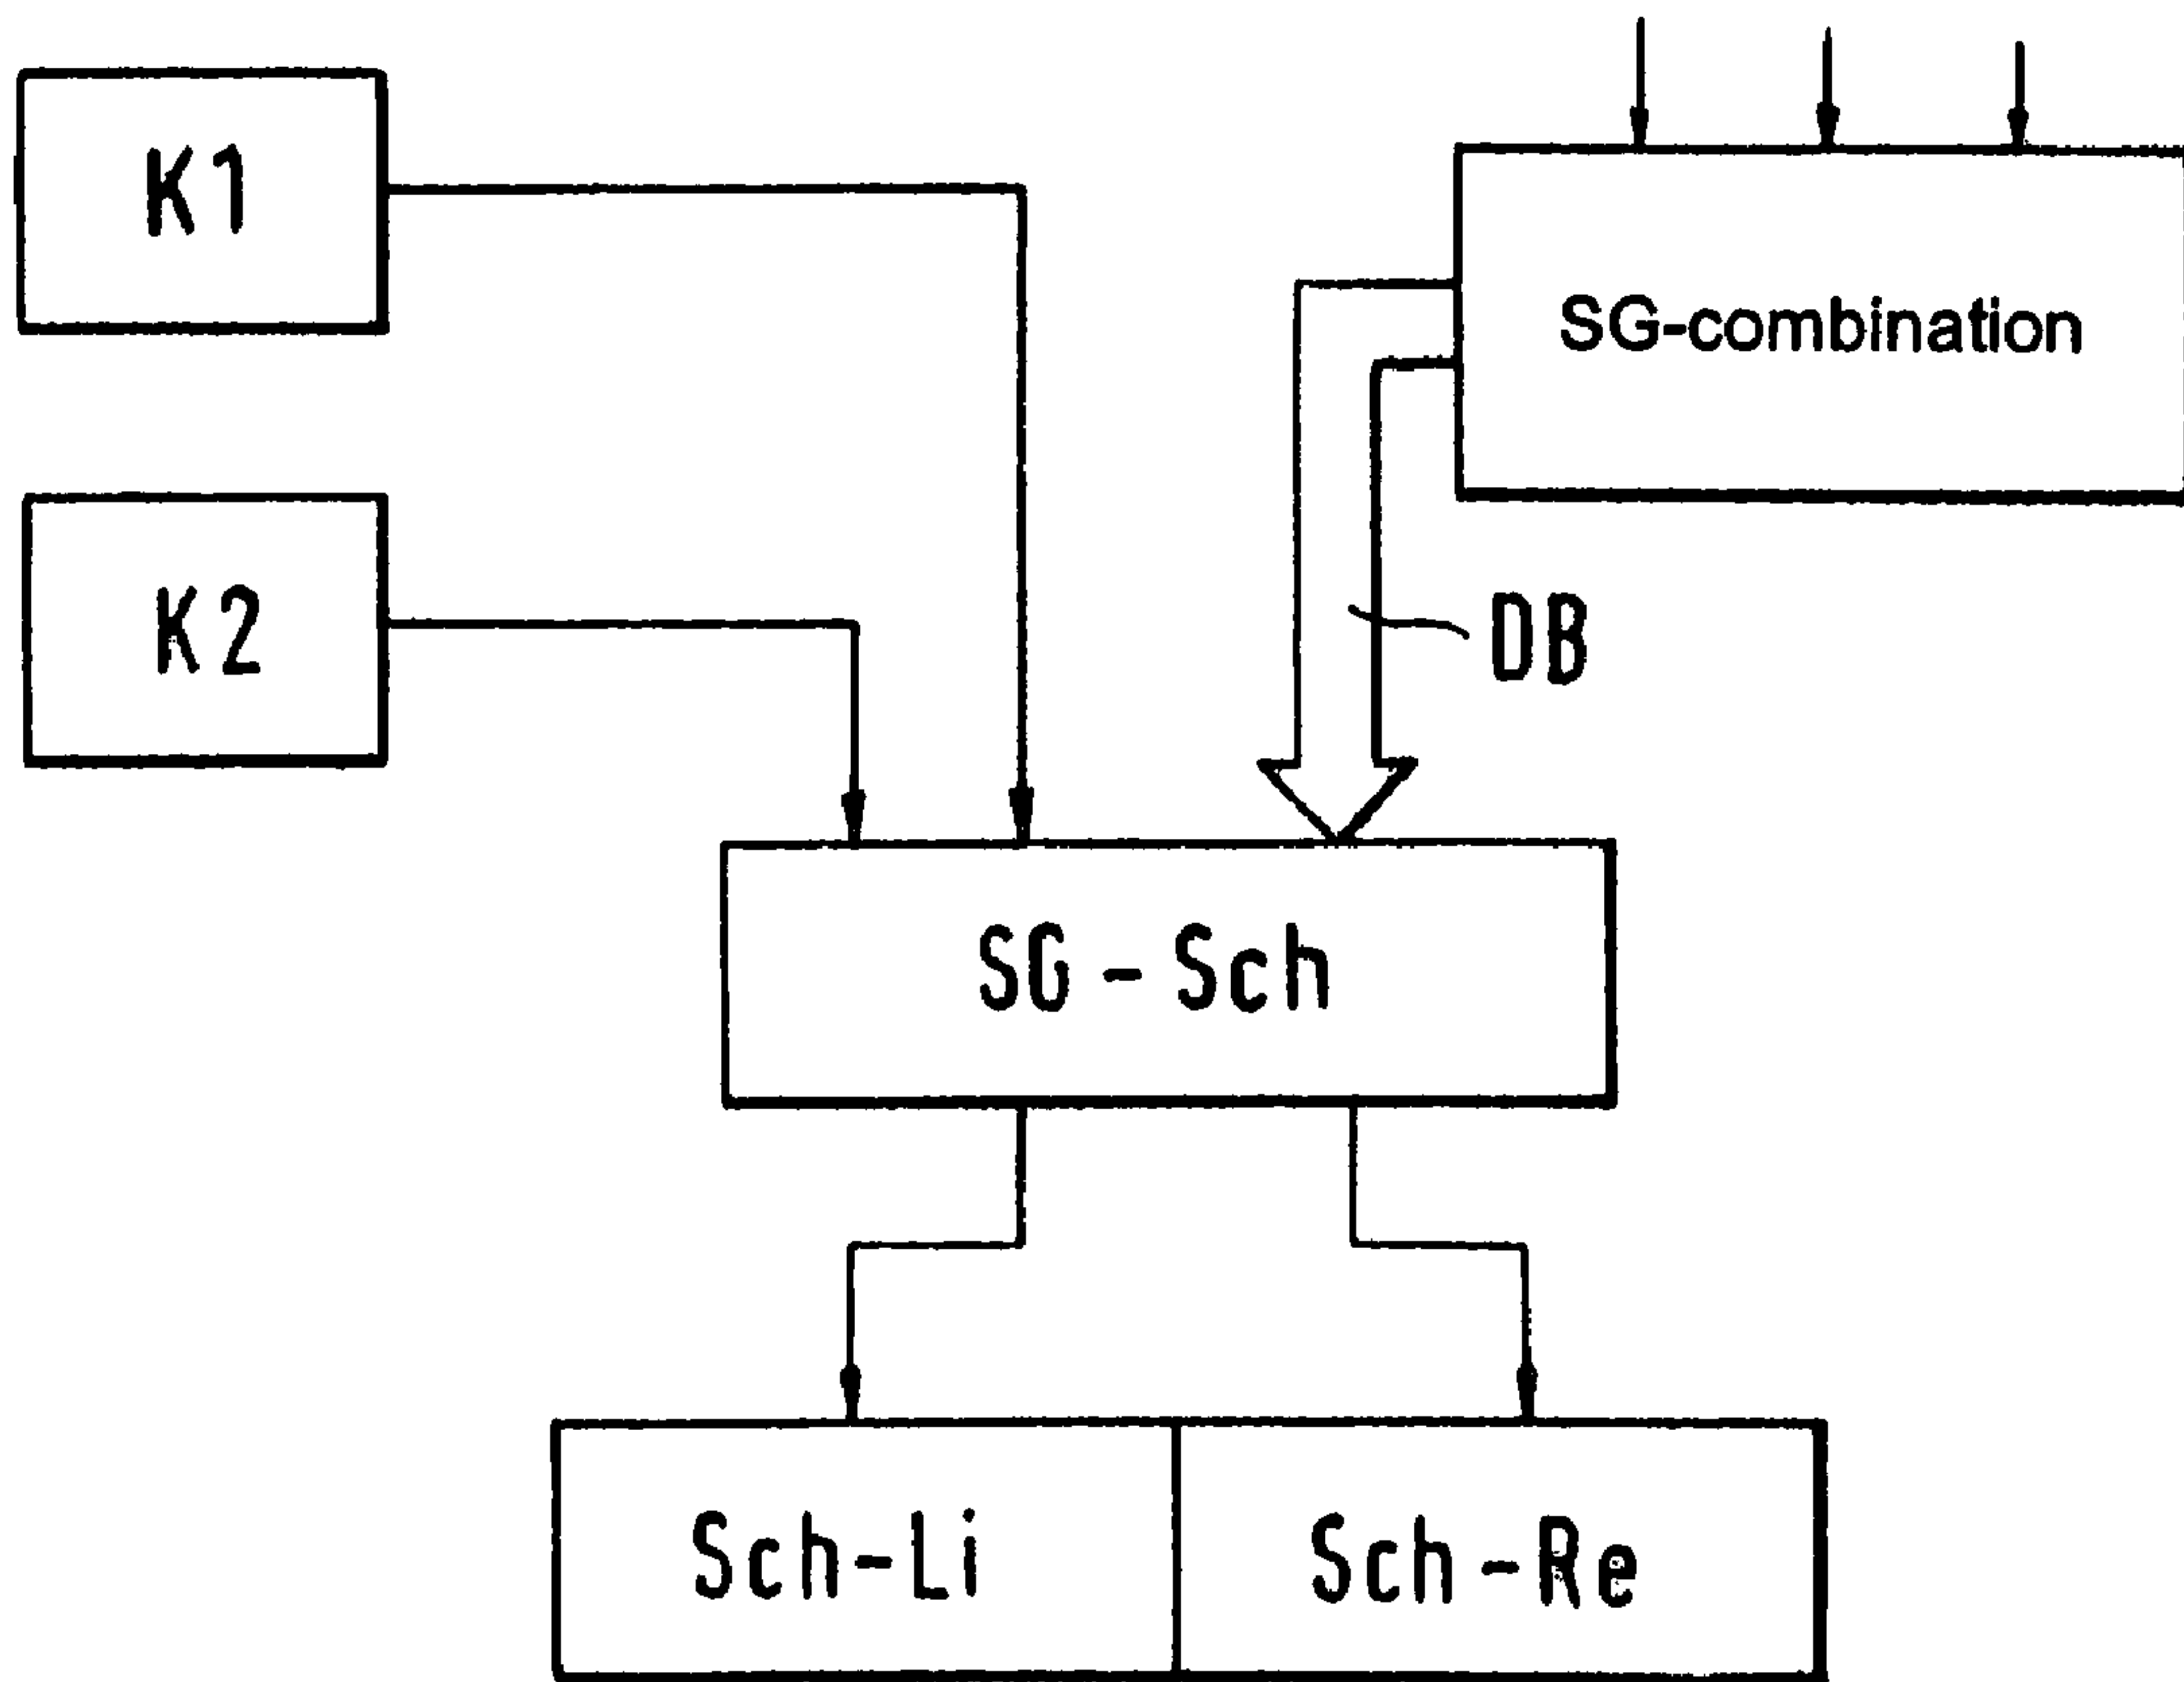 K1
SG-combination
K2
DB
SG - Sch
Sch-Li
Sch-Re